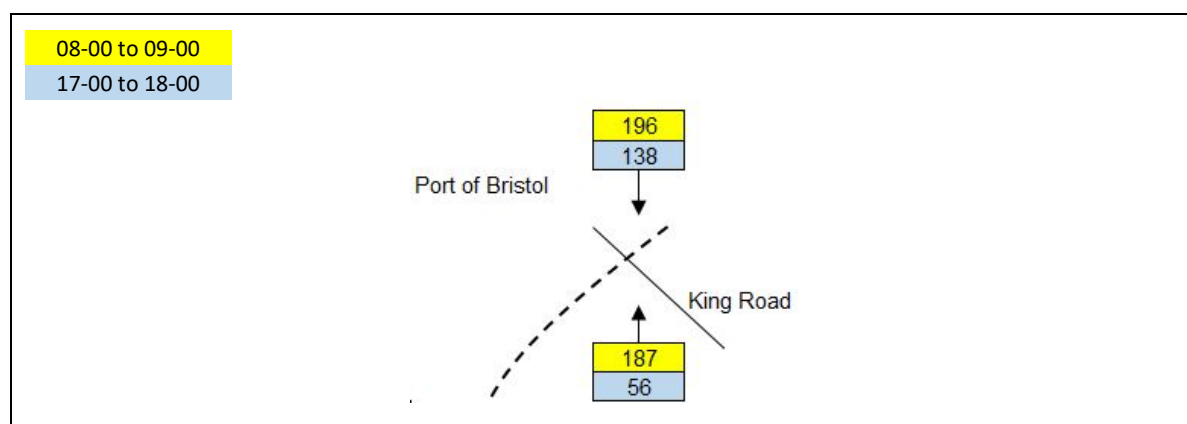 08-00 to 09-00
17-00 to 18-00
196
138
Port of Bristol
King Road
187
56